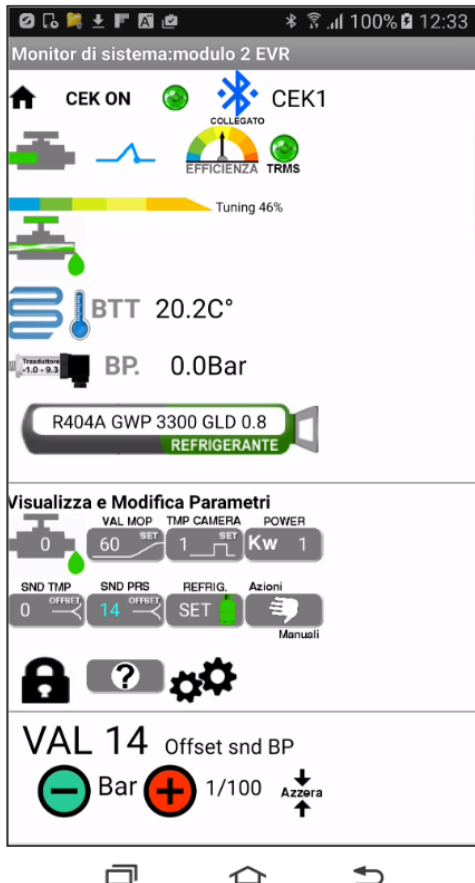 100% 12:33
Monitor di sistema:modulo 2 EVR
CEK ON CEK1
COLLEGATO
EFFICIENZA TRMS
Tuning 46%
BTT 20.2C°
Trasduttore
-1.0 - 9.3
BP. 0.0Bar
R404A GWP 3300 GLD 0.8
REFRIGERANTE
Visualizza e Modifica Parametri
VAL MOP TMP CAMERA POWER
0 60 SET 1 SET Kw 1
SND TMP SND PRS REFRIG. Azioni
0 OFFSET 14 OFFSET SET
Manuali
?
VAL 14 Offset snd BP
Bar 1/100 Azzera